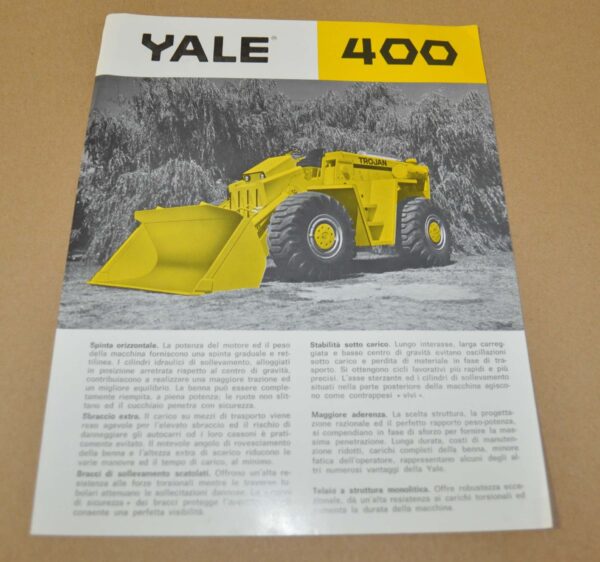 YALE
400
TROJAN
Spinta orizzontale. La potenza del motore ed il peso
della macchina forniscono una spinta graduale e ret-
tilinea. I cilindri idraulici di sollevamento, alloggiati
in posizione arretrata rispetto al centro di gravità,
contribuiscono a realizzare una maggiore trazione ed
un migliore equilibrio. La benna può essere comple-
tamente riempita, a piena potenza; le ruote non slit-
tano ed il cucchiaio penetra con sicurezza.
Sbraccio extra. Il carico su mezzi di trasporto viene
reso agevole per l'elevato sbraccio ed il rischio di
danneggiare gli autocarri od i loro cassoni è prati-
camente evitato. Il notevole angolo di rovesciamento
della benna e l'altezza extra di scarico riducono le
varie manovre ed il tempo di carico, al minimo.
Bracci di sollevamento scatolati. Offrono un'alta re-
sistenza alle forze torsionali mentre le traverse tu-
bolari attenuano le sollecitazioni dannose. La
di sicurezza » dei bracci protegge
consente una perfetta visibilità.
Stabilità sotto carico. Lungo interasse, larga carreg-
giata e basso centro di gravità evitano oscillazioni
sotto carico e perdita di materiale in fase di tra-
sporto. Si ottengono cicli lavorativi più rapidi e più
precisi. L'asse sterzante ed i cilindri di sollevamento
situati nella parte posteriore della macchina agisco-
no come contrappesi « vivi ».
Maggiore aderenza. La scelta struttura, la progetta-
zione razionale ed il perfetto rapporto peso-potenza,
si compendiano in fase di sforzo per fornire la mas-
sima penetrazione. Lunga durata, costi di manuten-
zione ridotti, carichi completi della benna, minore
fatica dell'operatore, rappresentano alcuni degli al-
tri numerosi vantaggi della Yale.
Telaio a struttura monolitica. Offre robustezza ecce-
zionale, dà un'alta resistenza ai carichi torsionali ed
aumenta la durata della macchina.